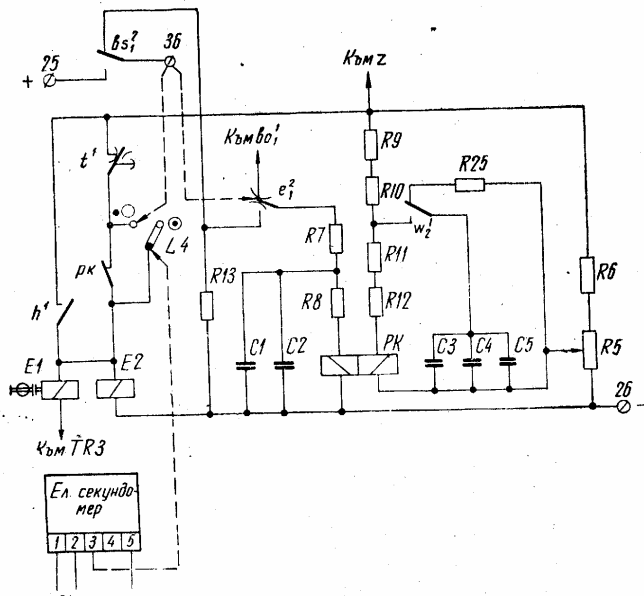 bs₁² 36
25
+
Към z
R9
Към bo₁¹
R25
t¹
e₁²
R10
w₂¹
R7
R11
R6
L4
рк
R13
R8
R12
h¹
РК
C1 C2
C3 C4 C5
R5
E1 E2
26 –
Към TR3
Ел. секундо-
мер
1 2 3 4 5